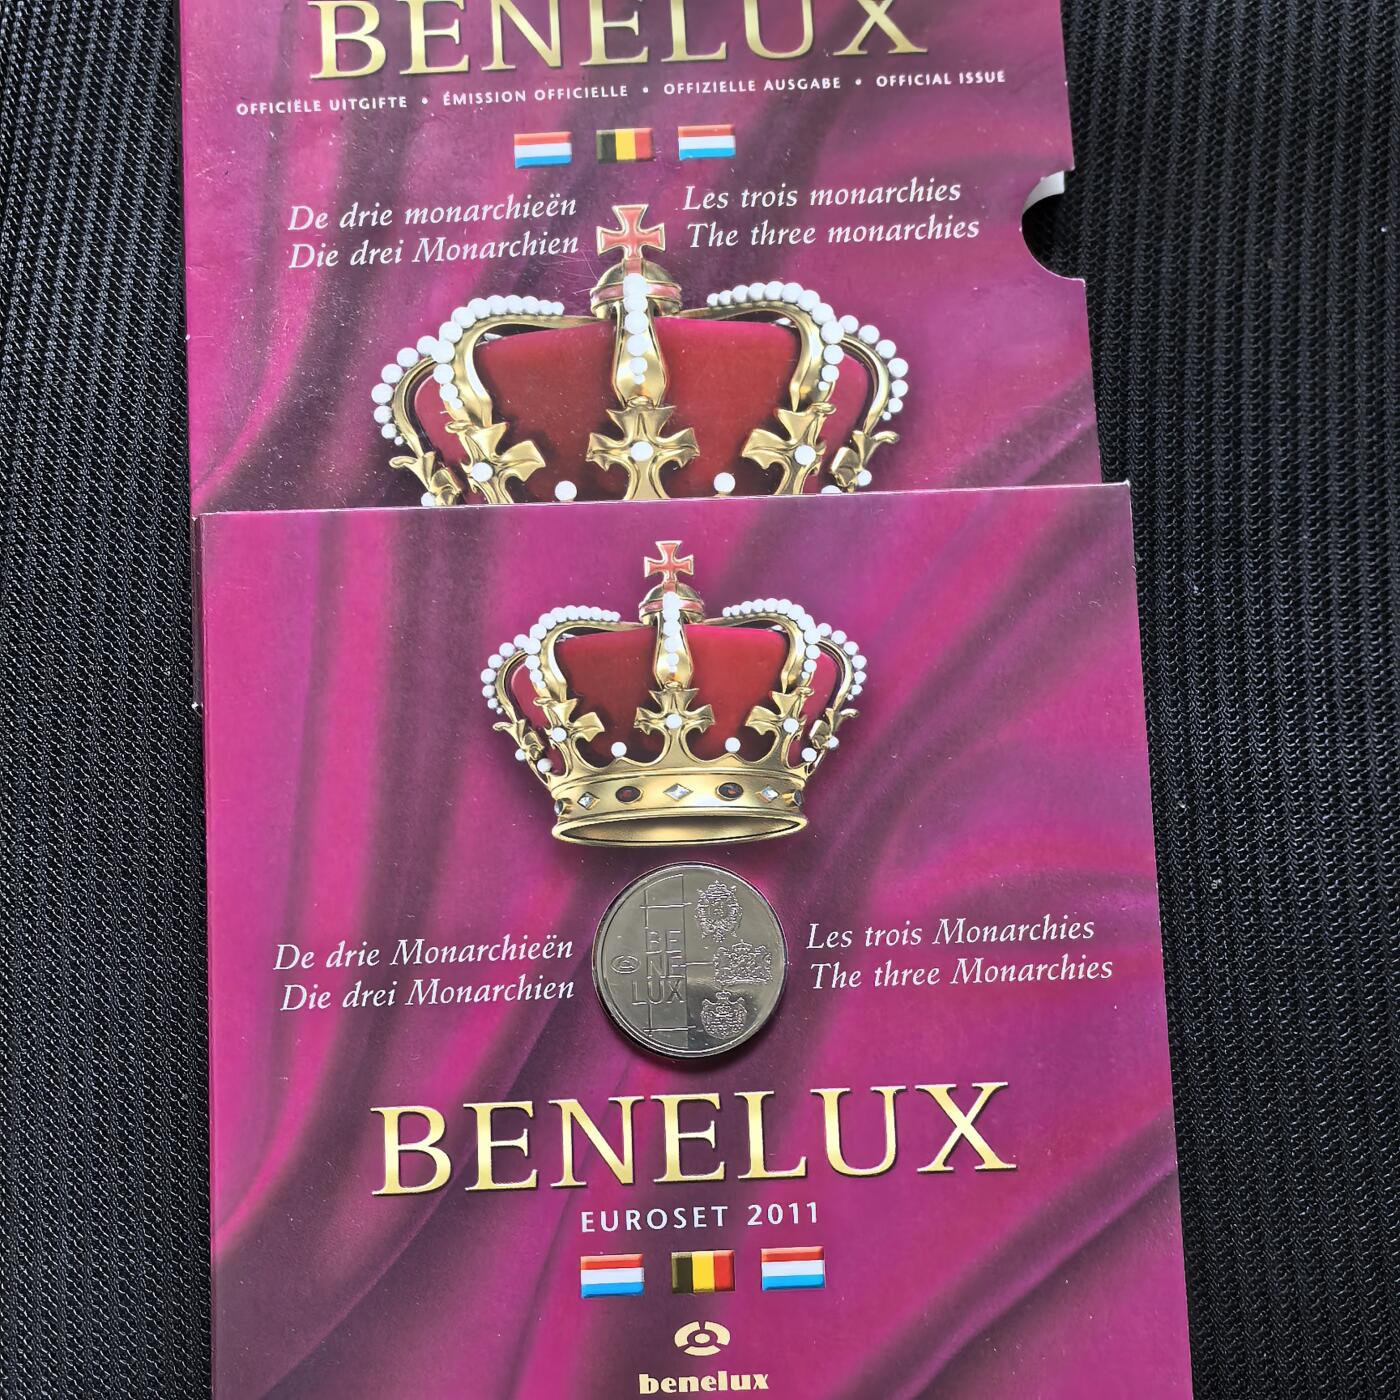 BENELUX
OFFICIËLE UITGIFTE • ÉMISSION OFFICIELLE • OFFIZIELLE AUSGABE • OFFICIAL ISSUE
De drie monarchieën
Die drei Monarchien
Les trois monarchies
The three monarchies
De drie Monarchieën
Die drei Monarchien
BE
NE
LUX
Les trois Monarchies
The three Monarchies
BENELUX
EUROSET 2011
benelux